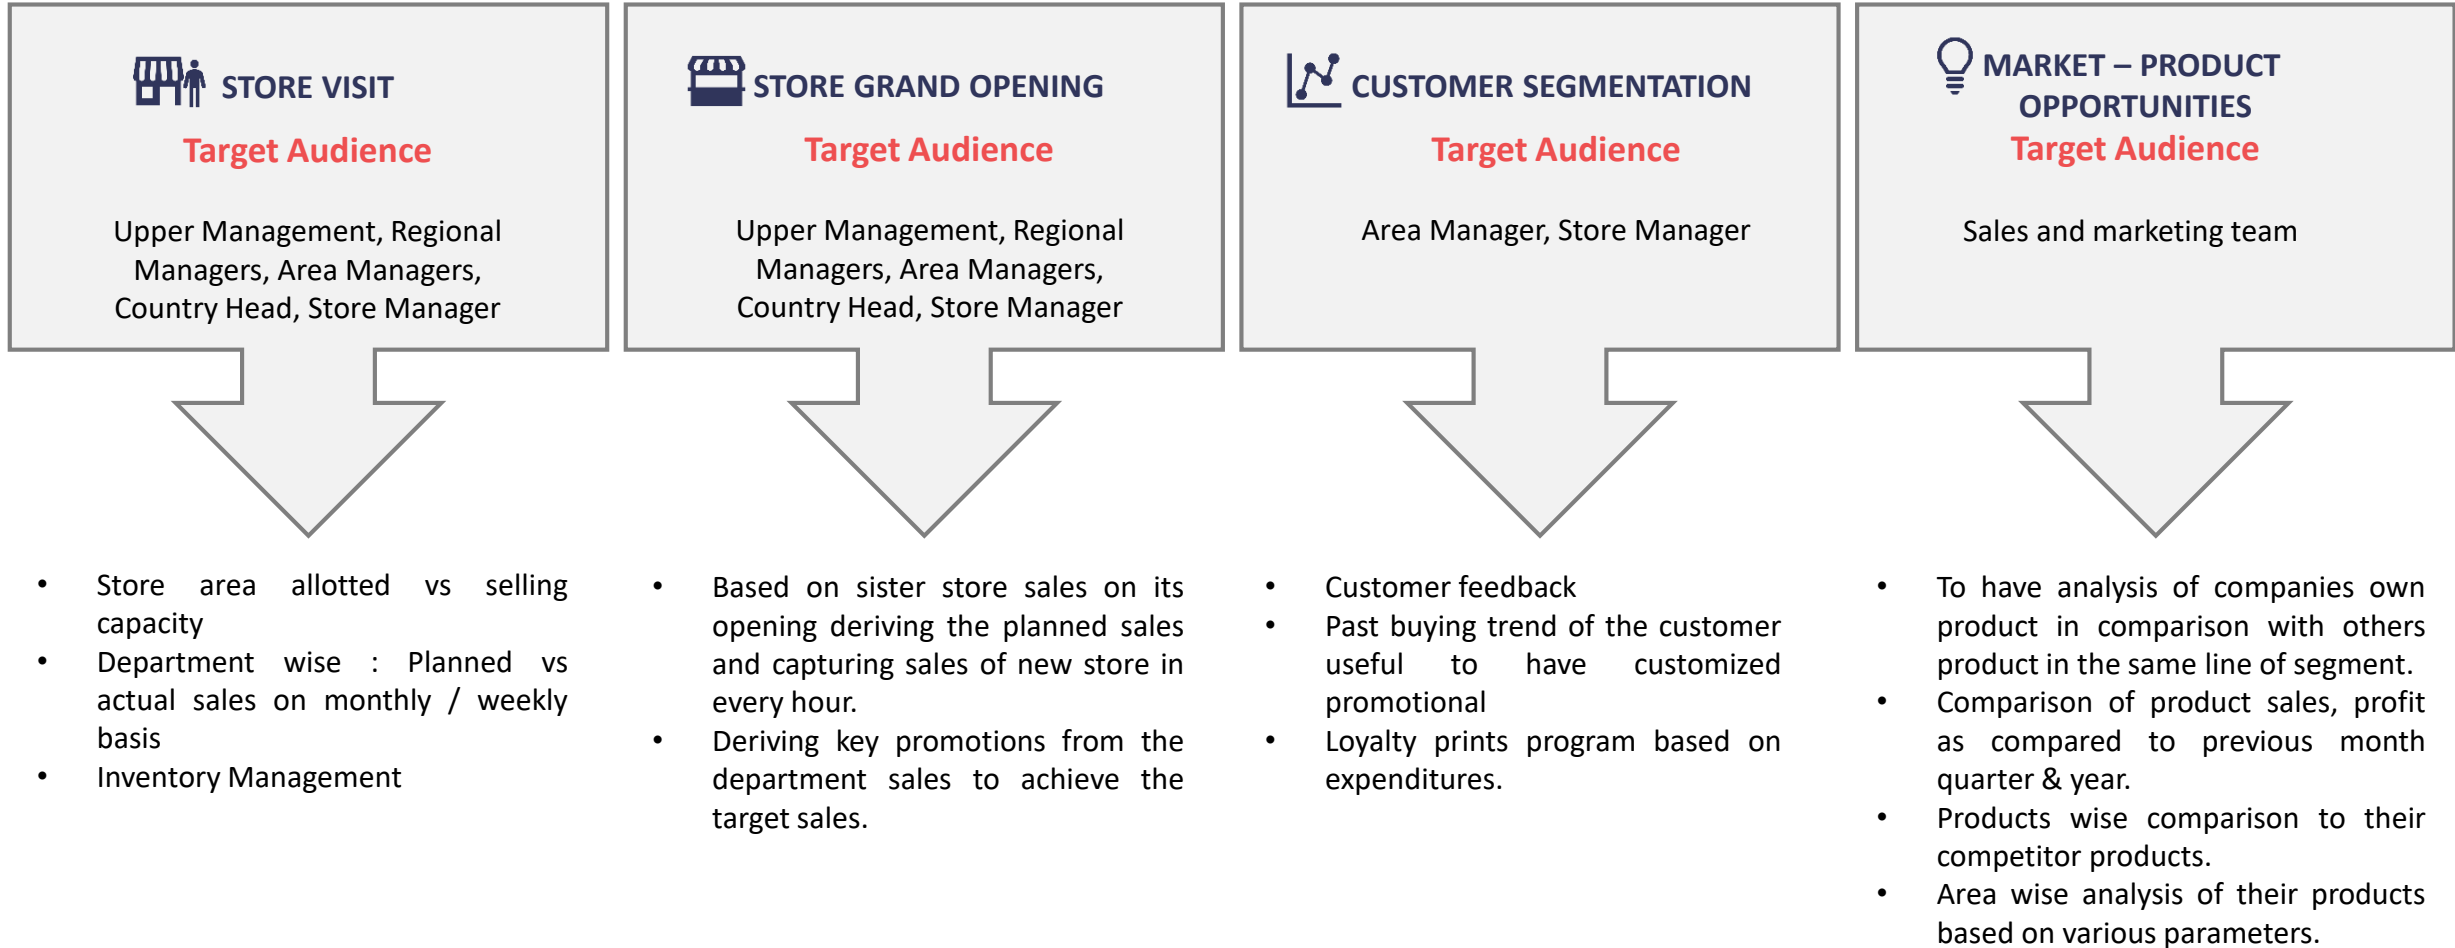 STORE VISIT
Target Audience
Upper Management, Regional
Managers, Area Managers,
Country Head, Store Manager
• Store area allotted vs selling
capacity
• Department wise : Planned vs
actual sales on monthly / weekly
basis
• Inventory Management
STORE GRAND OPENING
Target Audience
Upper Management, Regional
Managers, Area Managers,
Country Head, Store Manager
• Based on sister store sales on its
opening deriving the planned sales
and capturing sales of new store in
every hour.
• Deriving key promotions from the
department sales to achieve the
target sales.
CUSTOMER SEGMENTATION
Target Audience
Area Manager, Store Manager
• Customer feedback
• Past buying trend of the customer
useful to have customized
promotional
• Loyalty prints program based on
expenditures.
MARKET – PRODUCT
OPPORTUNITIES
Target Audience
Sales and marketing team
• To have analysis of companies own
product in comparison with others
product in the same line of segment.
• Comparison of product sales, profit
as compared to previous month
quarter & year.
• Products wise comparison to their
competitor products.
• Area wise analysis of their products
based on various parameters.